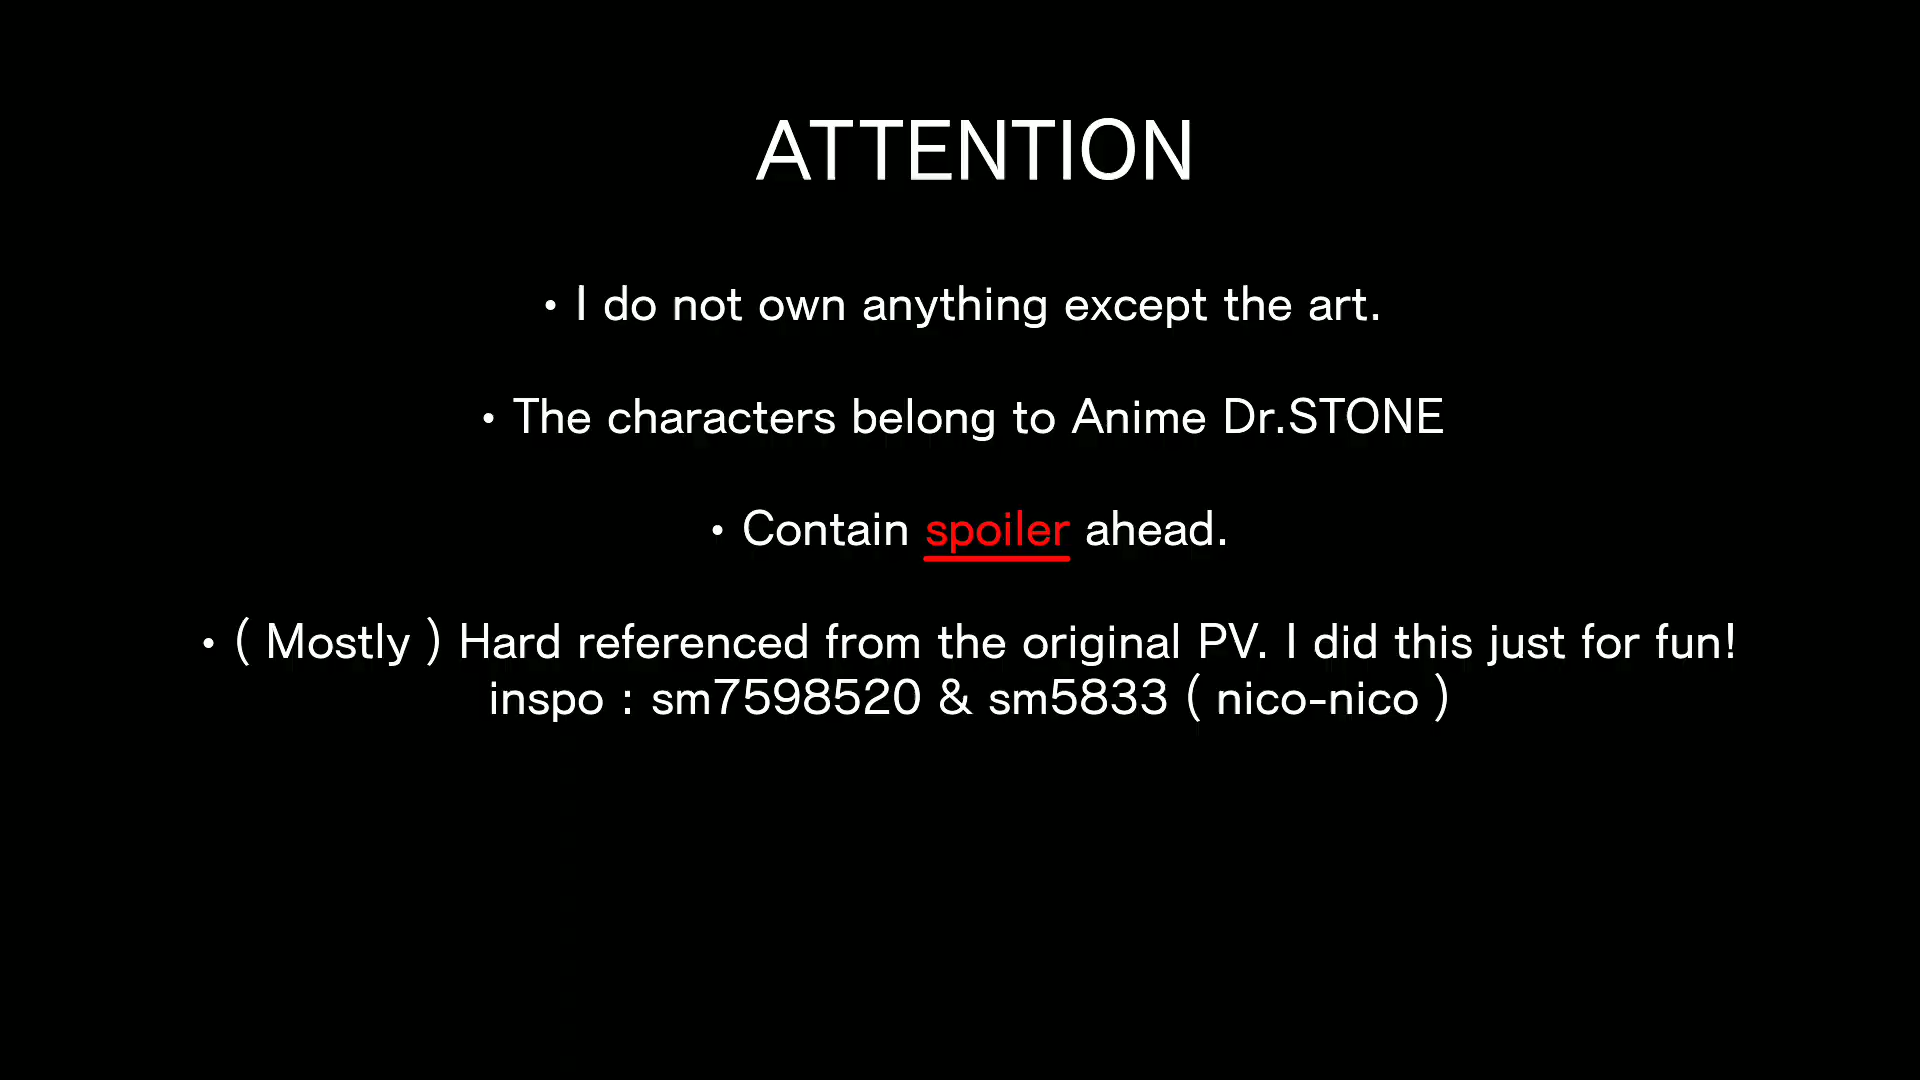 ATTENTION
• I do not own anything except the art.
• The characters belong to Anime Dr.STONE
• Contain spoiler ahead.
• ( Mostly ) Hard referenced from the original PV. I did this just for fun!
inspo : sm7598520 & sm5833 ( nico-nico )